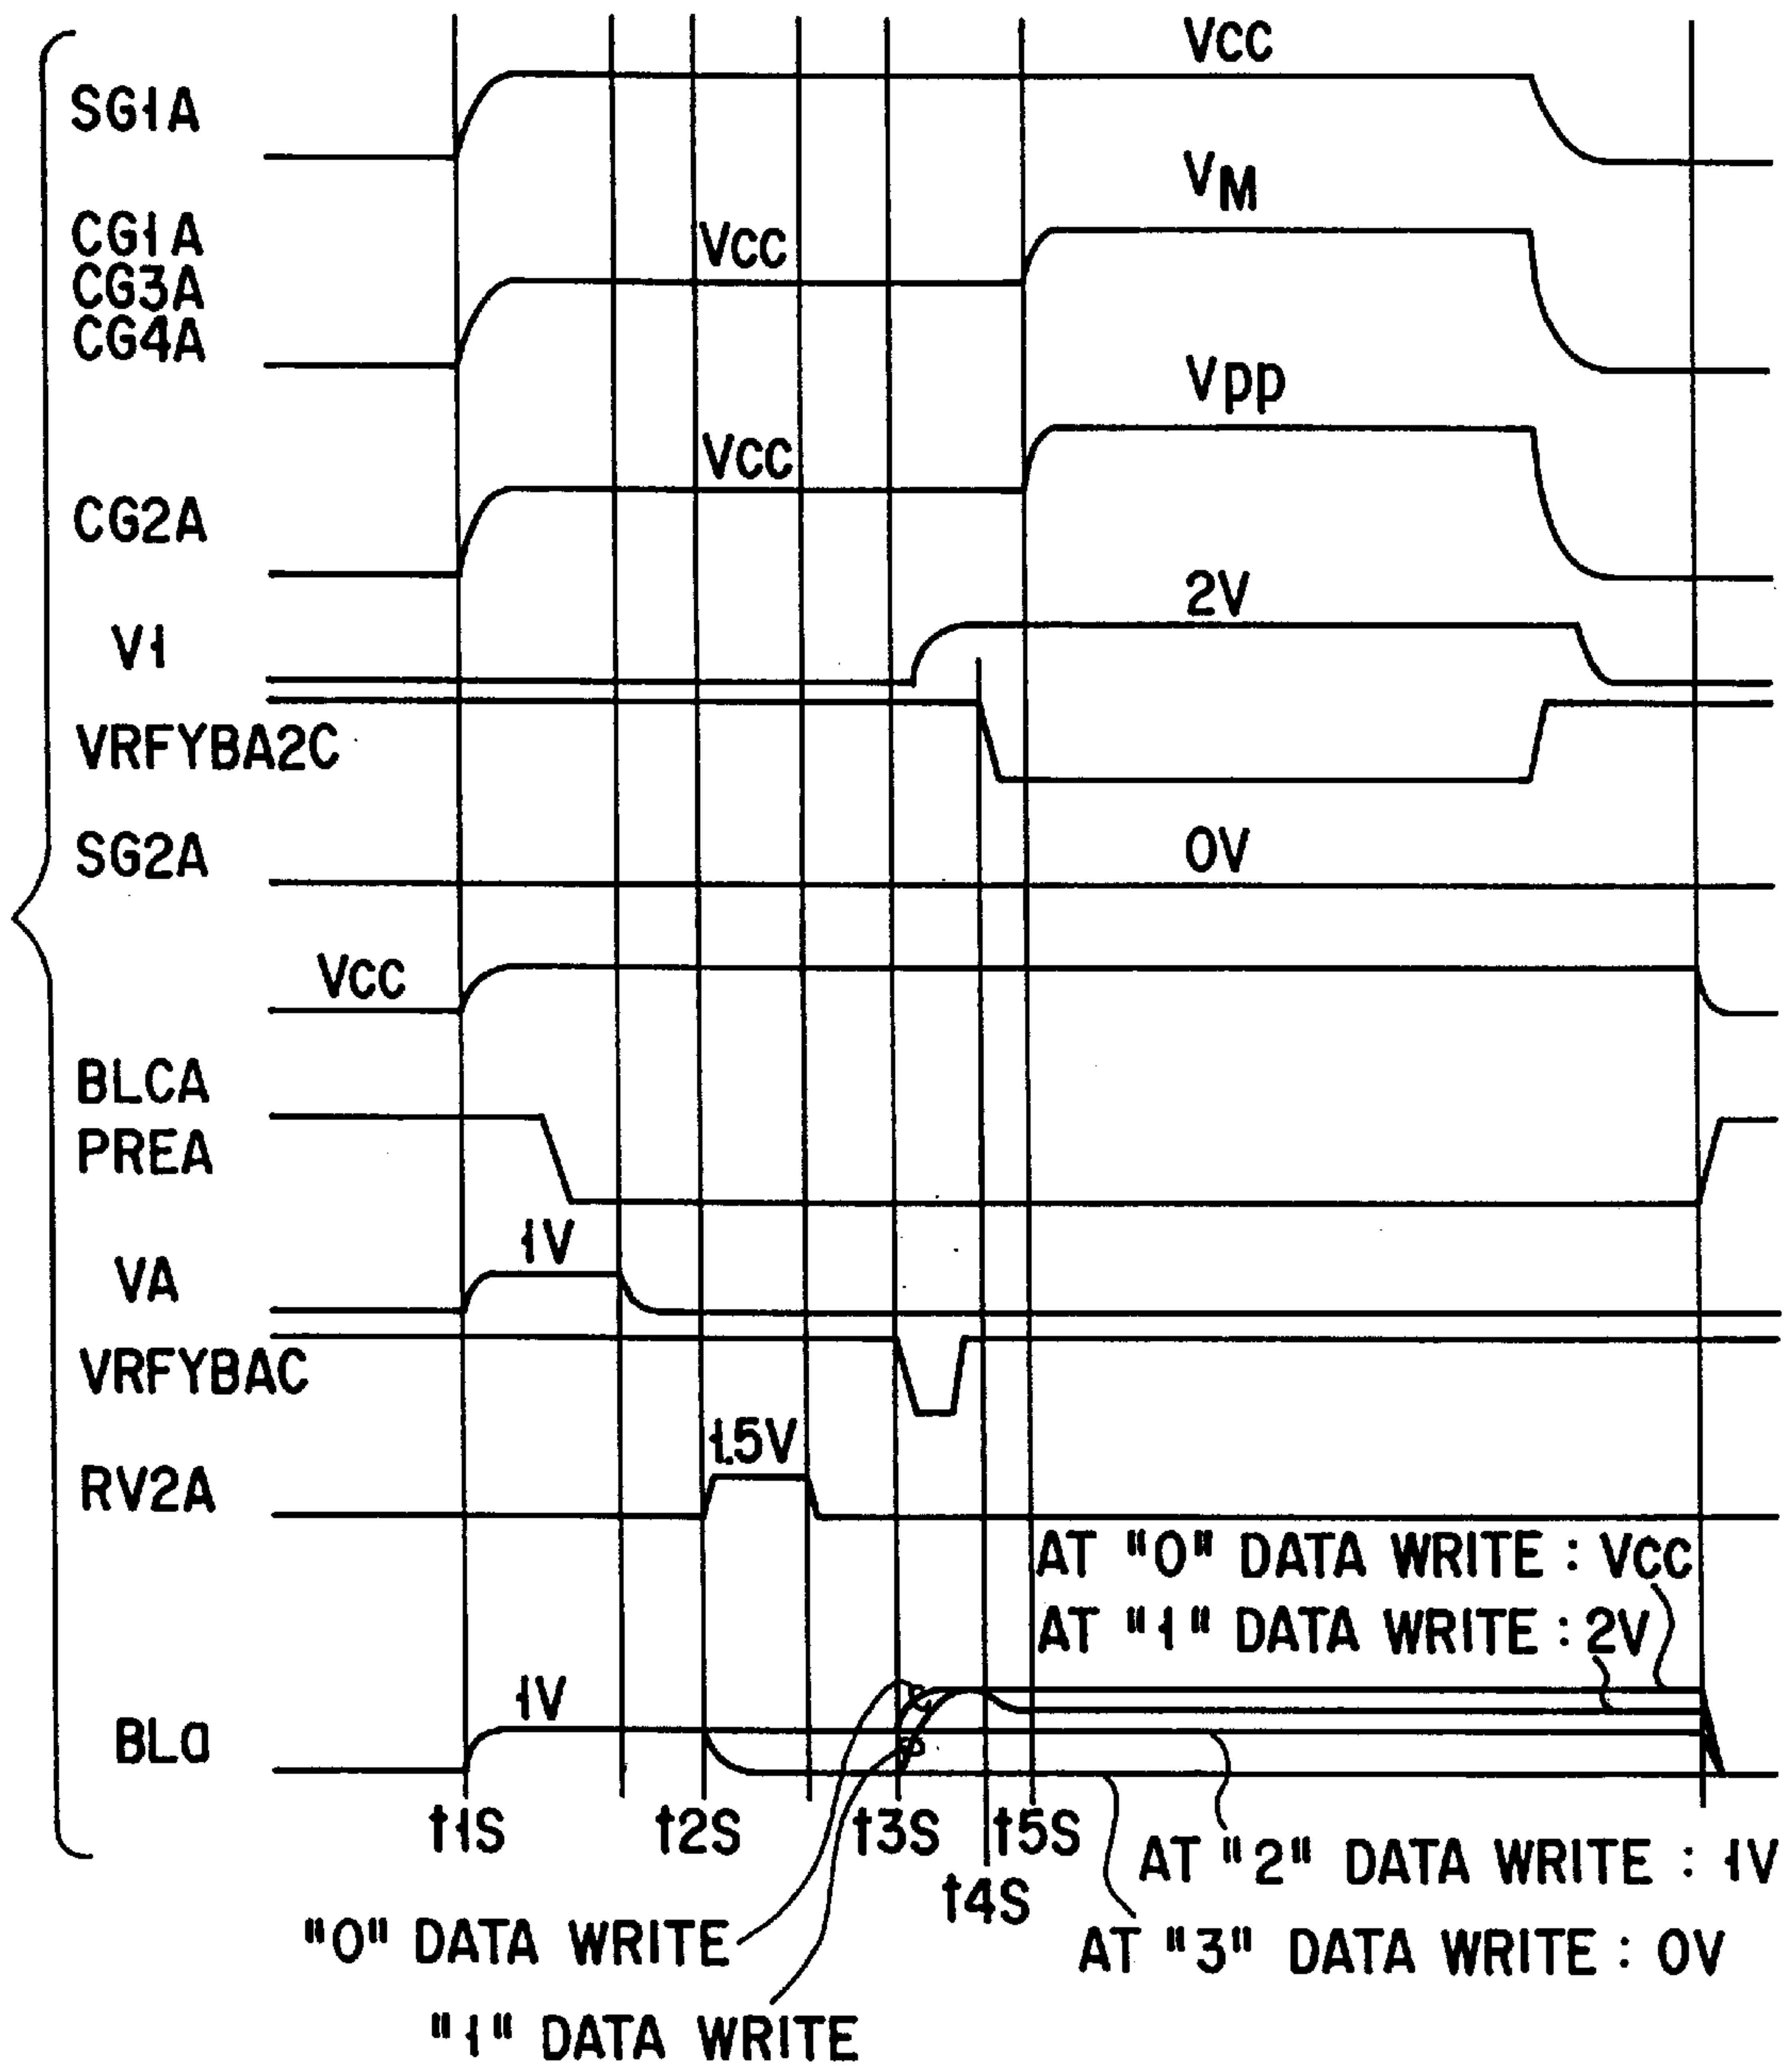 VCC
SG1A
VM
CG1A
VCC
CG3A
CG4A
VPP
VCC
CG2A
2V
V1
VRFYBA2C
0V
SG2A
VCC
BLCA
PREA
1V
VA
VRFYBAC
1.5V
RV2A
AT "0" DATA WRITE : VCC
AT "1" DATA WRITE : 2V
1V
BLa
t1S t2S t3S t5S
AT "2" DATA WRITE : 1V
t4S
"0" DATA WRITE
AT "3" DATA WRITE : 0V
"1" DATA WRITE